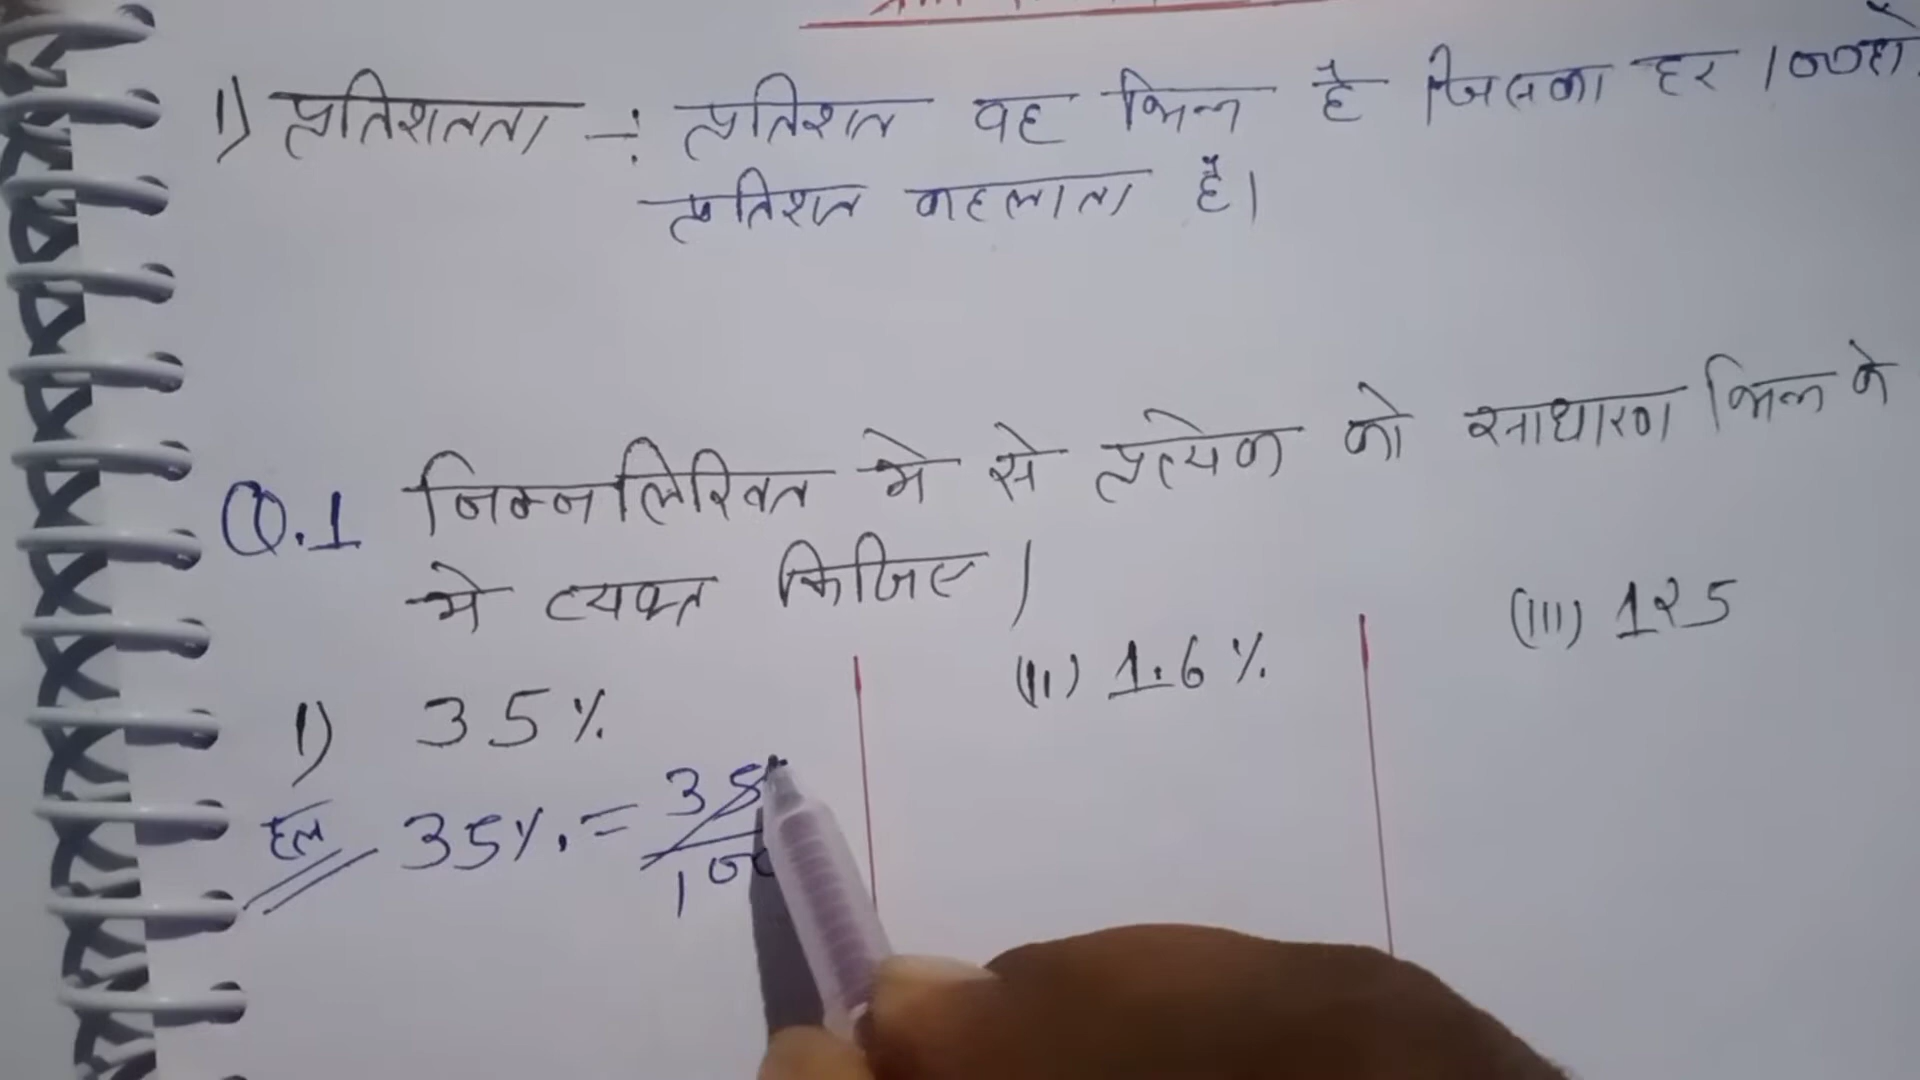 1) प्रतिशतता -: प्रतिशत वह भिन्न है जिसका हर 100 हो
प्रतिशत कहलाता है।
Q.1 निम्नलिखित मे से प्रत्येक को साधारण भिन्न के
मे व्यक्त किजिए।
1) 35%
(ii) 1.6%
(iii) 125
हल 35%. = 35/100